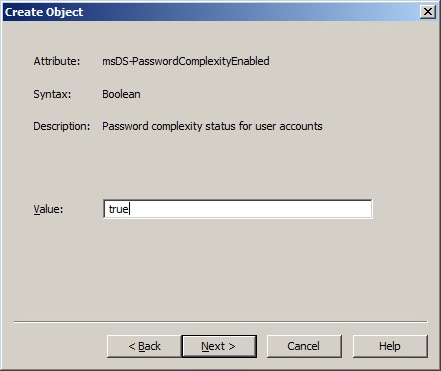 Create Object
Attribute: msDS-PasswordComplexityEnabled
Syntax: Boolean
Description: Password complexity status for user accounts
Value: true
< Back Next > Cancel Help